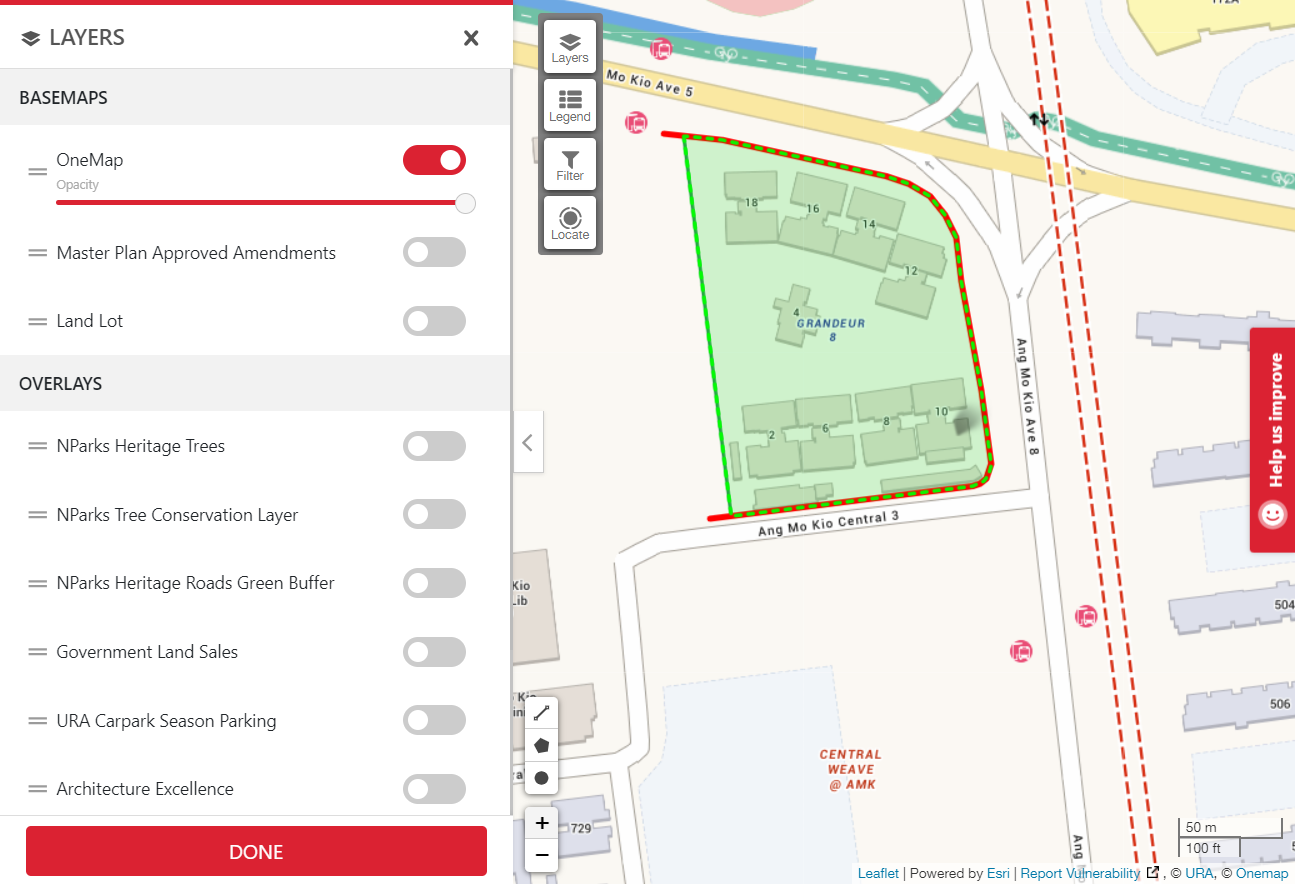 LAYERS
BASEMAPS
OneMap
Opacity
Master Plan Approved Amendments
Land Lot
OVERLAYS
NParks Heritage Trees
NParks Tree Conservation Layer
NParks Heritage Roads Green Buffer
Government Land Sales
URA Carpark Season Parking
Architecture Excellence
DONE
Layers
Legend
Filter
Locate
Mo Kio Ave 5
18
16
14
12
4
GRANDEUR
8
2
6
8
10
Ang Mo Kio Ave 8
Ang Mo Kio Central 3
Kio
Lib
CENTRAL
WEAVE
@ AMK
504
506
729
Help us improve
+
−
50 m
100 ft
Leaflet | Powered by Esri | Report Vulnerability , © URA, © Onemap